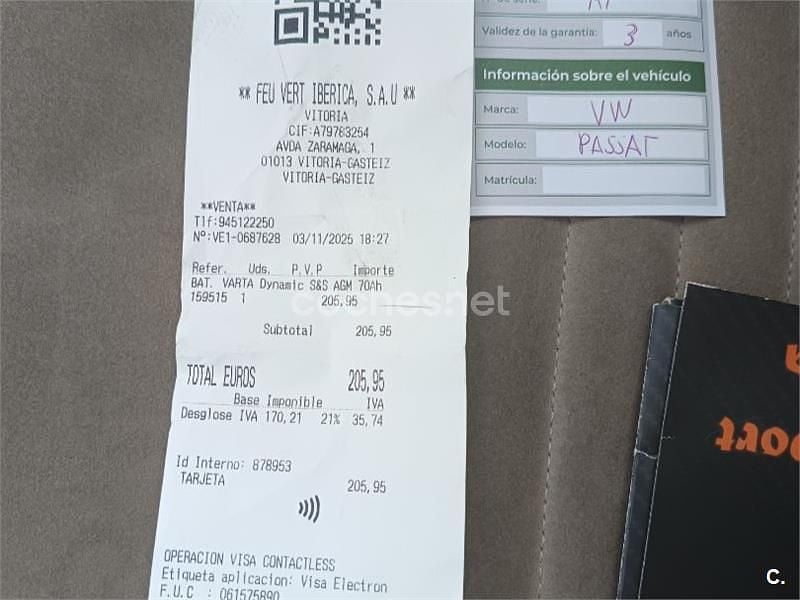 ** FEU VERT IBERICA, S.A.U **
VITORIA
CIF:A79783254
AVDA ZARAMAGA, 1
01013 VITORIA-GASTEIZ
VITORIA-GASTEIZ
**VENTA**
Tlf:945122250
Nº:VE1-0687628 03/11/2025 18:27
Refer. Uds. P.V.P Importe
BAT. VARTA Dynamic S&S AGM 70Ah
159515 1 205,95
Subtotal 205,95
TOTAL EUROS 205,95
Base Imponible IVA
Desglose IVA 170,21 21% 35,74
Id Interno: 878953
TARJETA 205,95
OPERACION VISA CONTACTLESS
Etiqueta aplicacion: Visa Electron
F.U.C : 061575890
Validez de la garantía: 3 años
Información sobre el vehículo
Marca: VW
Modelo: PASSAT
Matrícula:
coches.net
port
C.